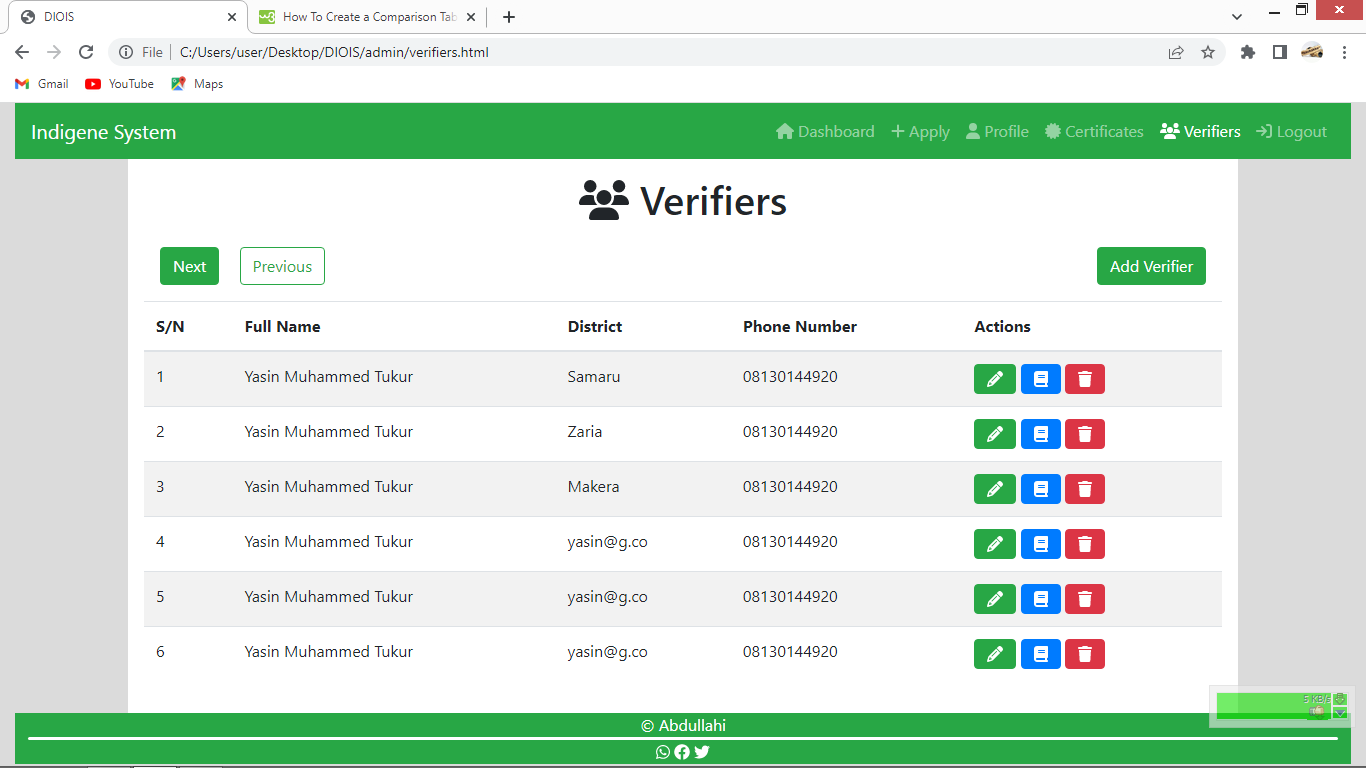 DIOIS
How To Create a Comparison Tab
File C:/Users/user/Desktop/DIOIS/admin/verifiers.html
Gmail YouTube Maps
Indigene System Dashboard Apply Profile Certificates Verifiers Logout
Verifiers
Next Previous Add Verifier
S/N Full Name District Phone Number Actions
1 Yasin Muhammed Tukur Samaru 08130144920
2 Yasin Muhammed Tukur Zaria 08130144920
3 Yasin Muhammed Tukur Makera 08130144920
4 Yasin Muhammed Tukur yasin@g.co 08130144920
5 Yasin Muhammed Tukur yasin@g.co 08130144920
6 Yasin Muhammed Tukur yasin@g.co 08130144920
5 KB/s
© Abdullahi